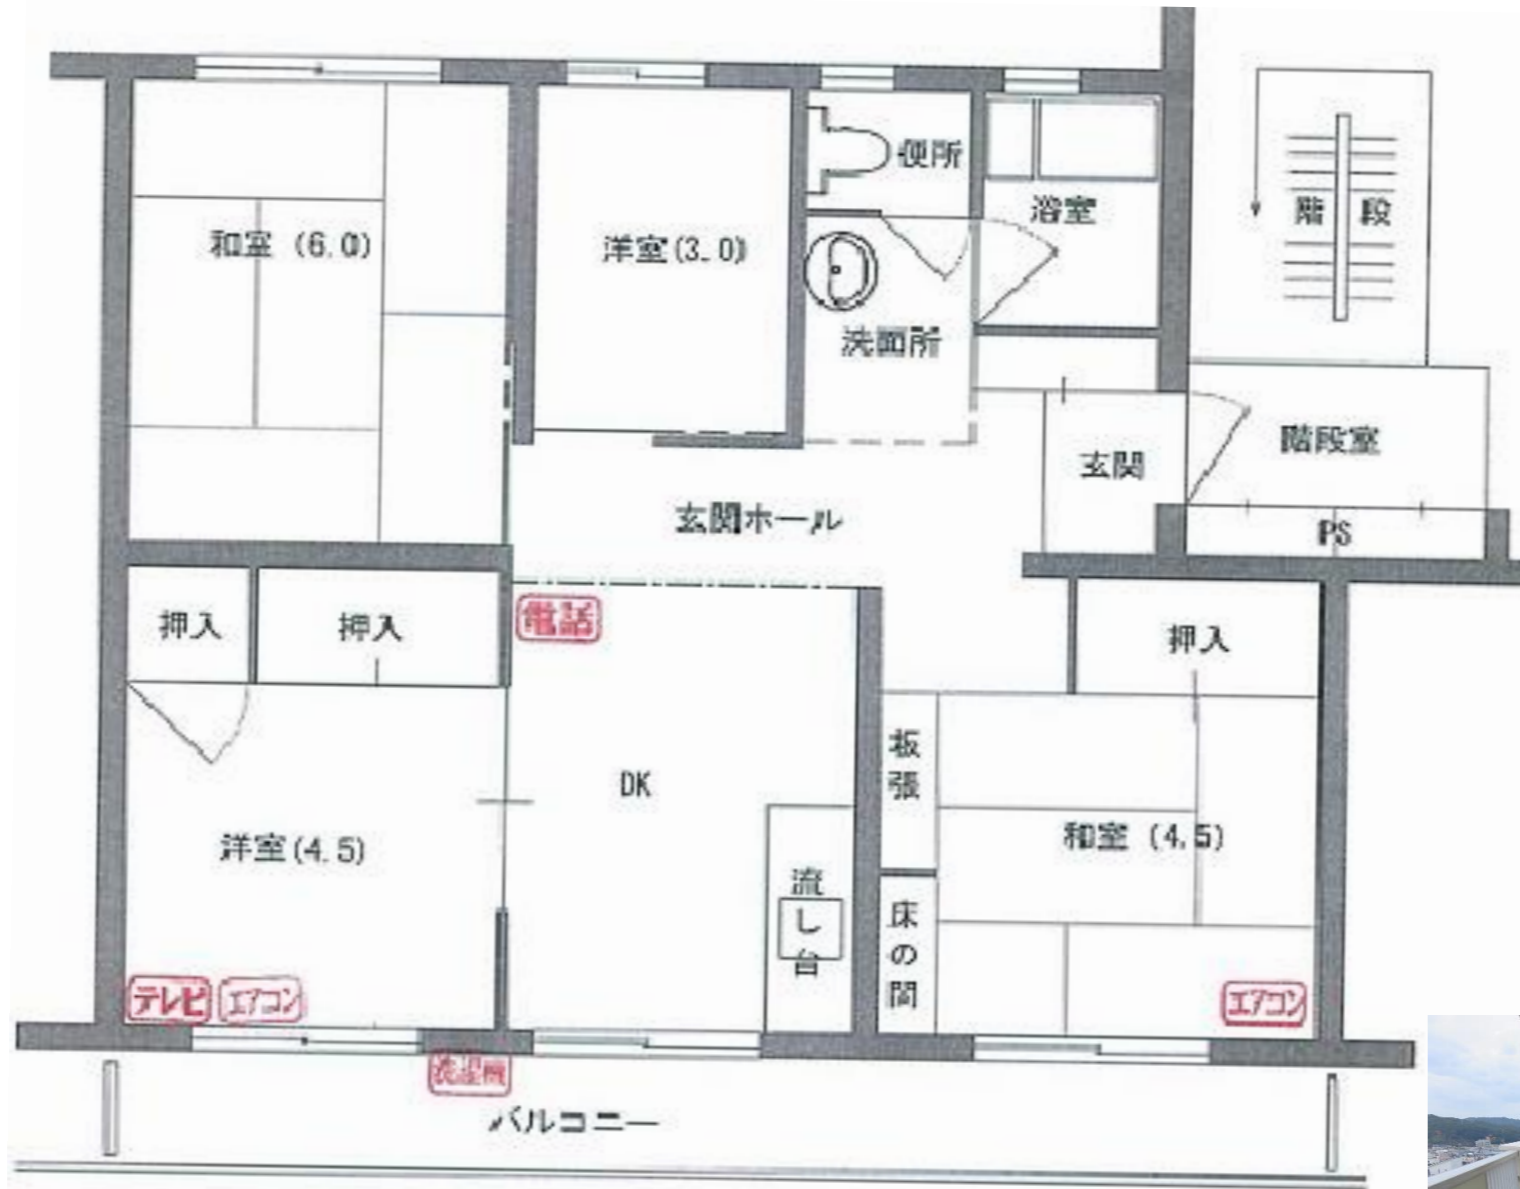 便所
浴室
階段
和室 (6.0)
洋室(3.0)
洗面所
玄関
階段室
玄関ホール
PS
押入
押入
電話
押入
板張
DK
和室 (4.5)
洋室(4.5)
流し台
床の間
テレビ
エアコン
エアコン
洗濯機
バルコニー